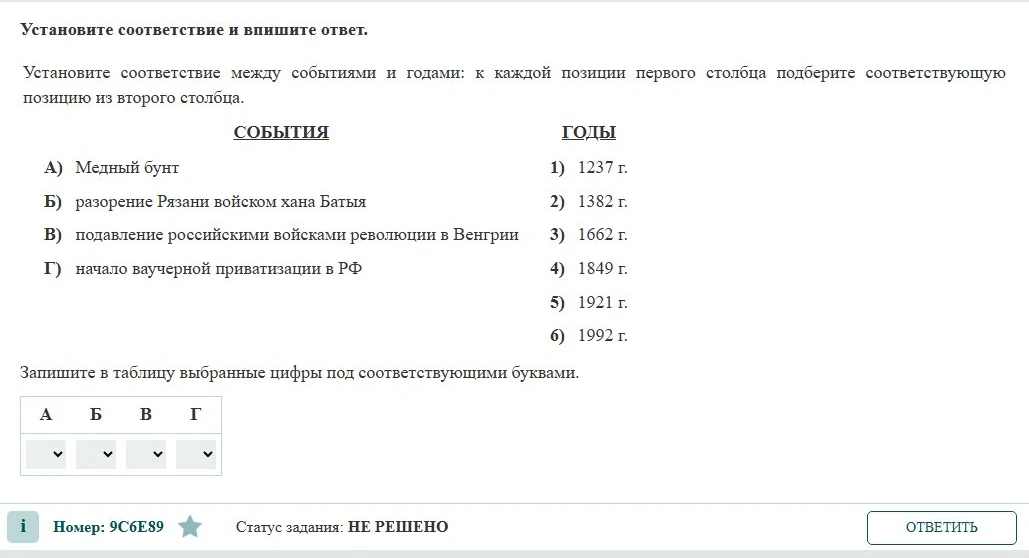 Установите соответствие и впишите ответ.
Установите соответствие между событиями и годами: к каждой позиции первого столбца подберите соответствующую
позицию из второго столбца.
СОБЫТИЯ ГОДЫ
А) Медный бунт 1) 1237 г.
Б) разорение Рязани войском хана Батыя 2) 1382 г.
В) подавление российскими войсками революции в Венгрии 3) 1662 г.
Г) начало ваучерной приватизации в РФ 4) 1849 г.
5) 1921 г.
6) 1992 г.
Запишите в таблицу выбранные цифры под соответствующими буквами.
А Б В Г
i Номер: 9C6E89 Статус задания: НЕ РЕШЕНО ОТВЕТИТЬ